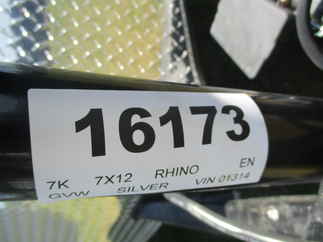 16173
7K 7X12 RHINO EN
GVW SILVER VIN 01314